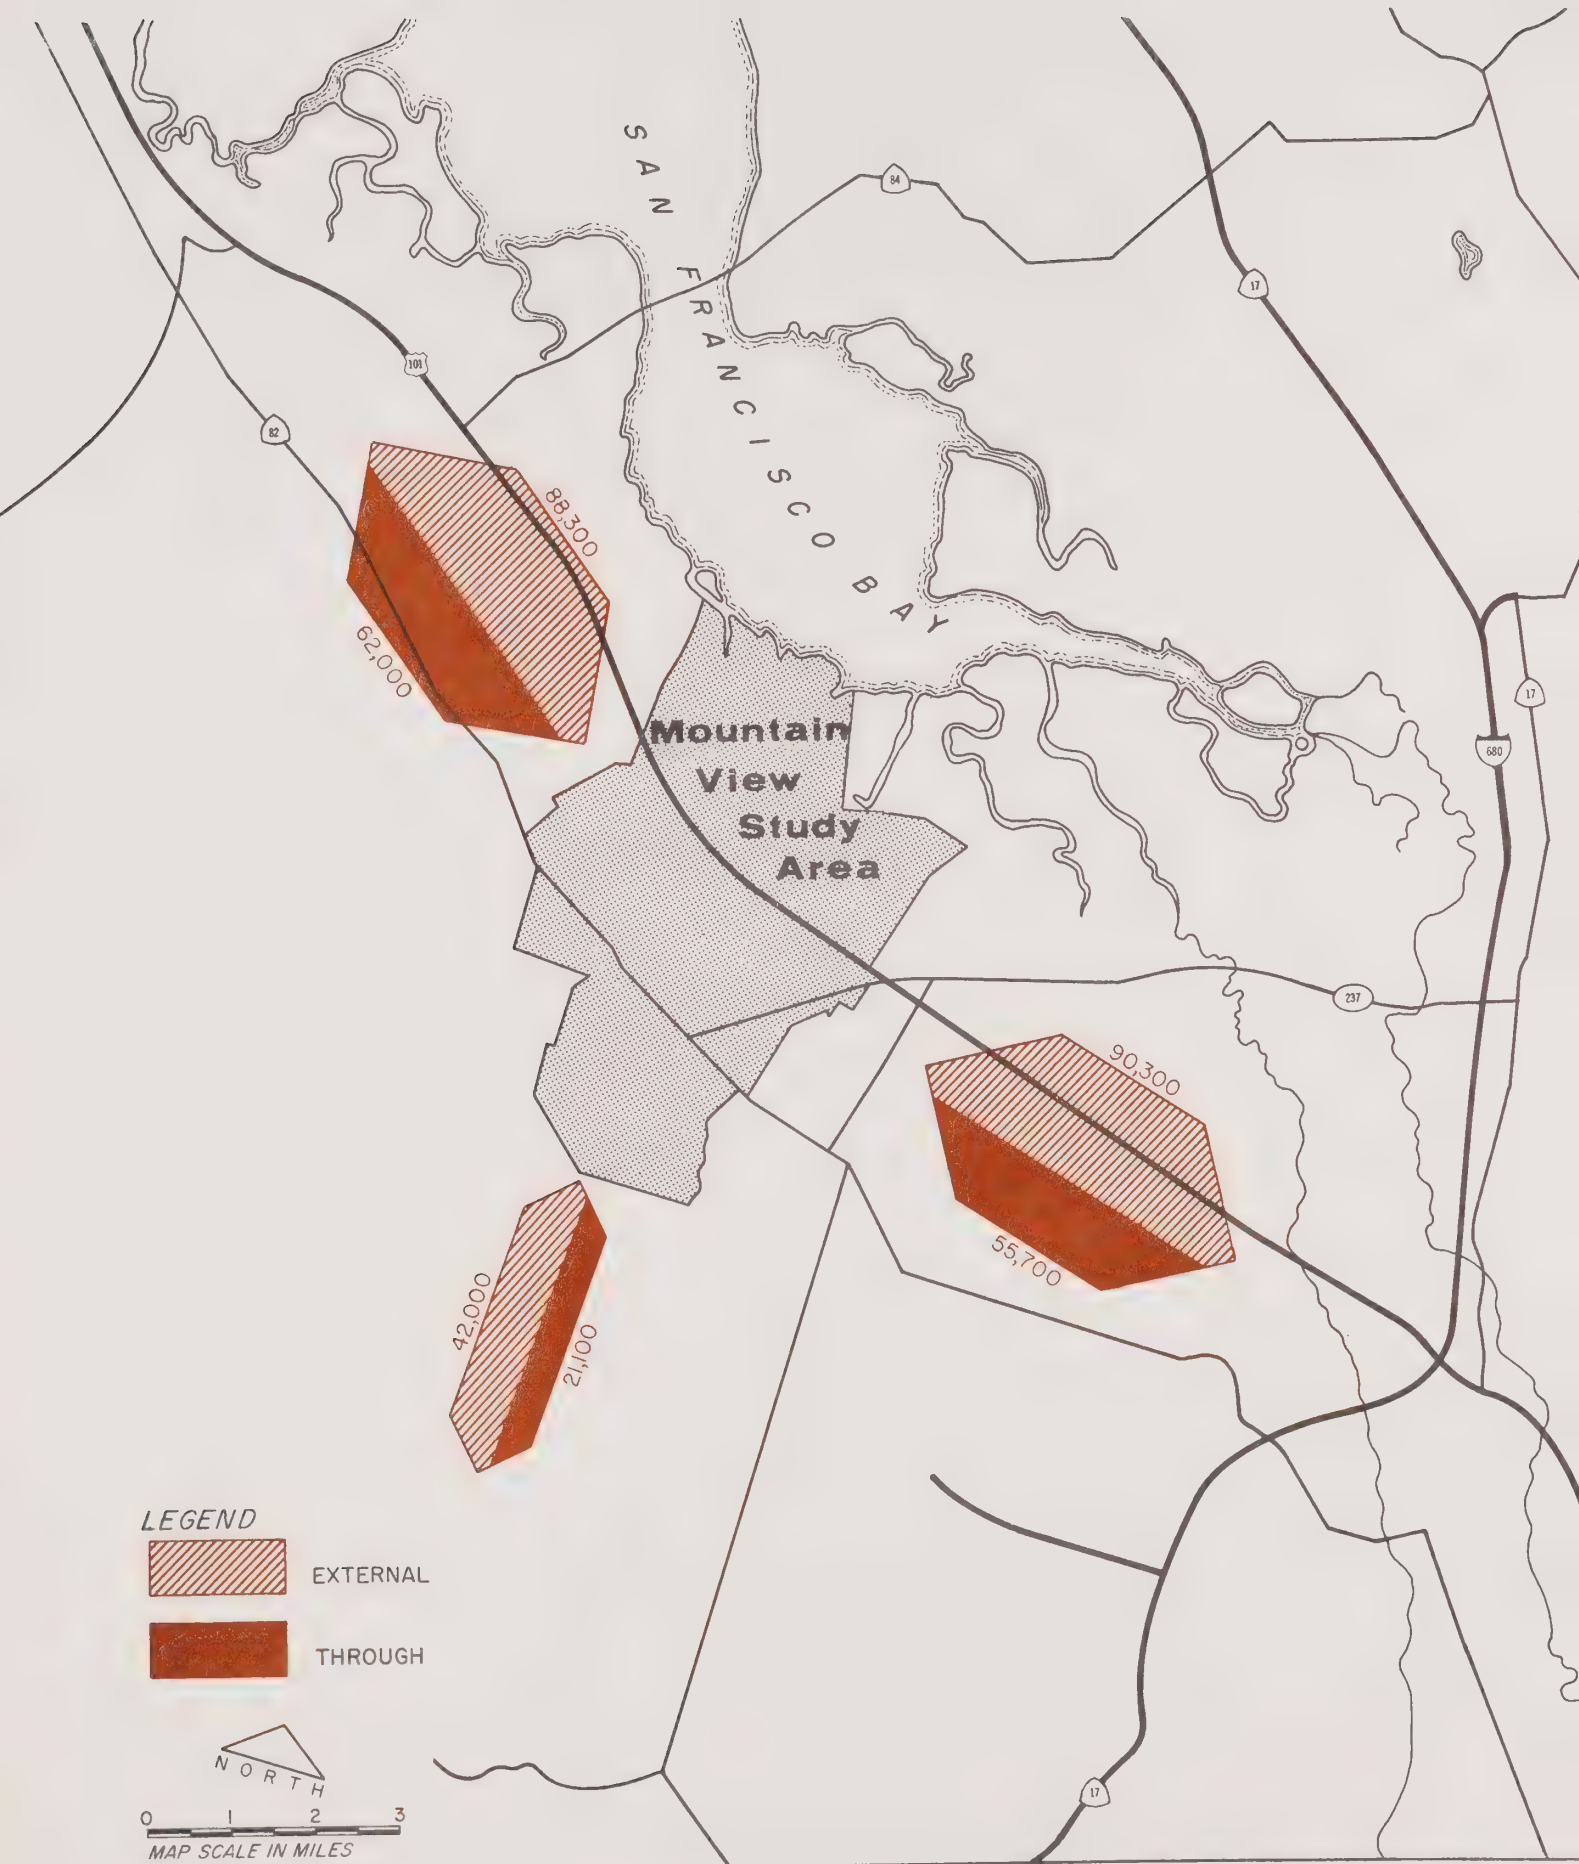 SAN FRANCISCO BAY
84
17
101
82
88,300
62,000
Mountain
View
Study
Area
17
680
237
90,300
55,700
42,000
21,100
LEGEND
EXTERNAL
THROUGH
NORTH
0 1 2 3
MAP SCALE IN MILES
17